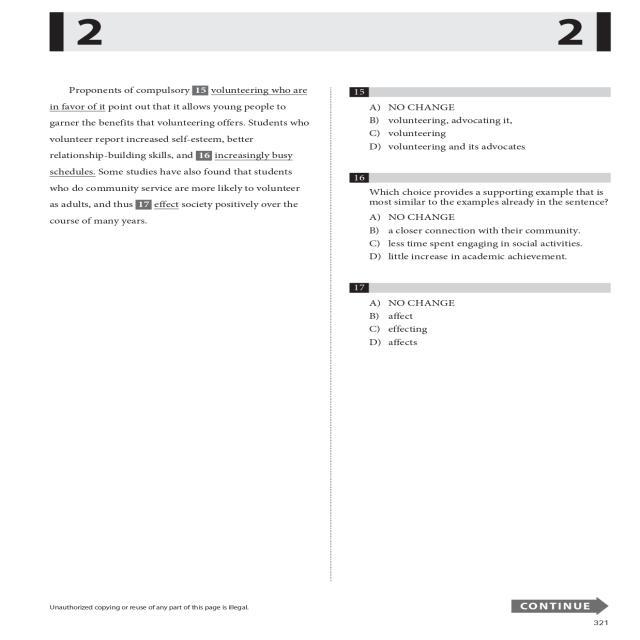 2 2
Proponents of compulsory 15 volunteering who are
in favor of it point out that it allows young people to
garner the benefits that volunteering offers. Students who
volunteer report increased self-esteem, better
relationship-building skills, and 16 increasingly busy
schedules. Some studies have also found that students
who do community service are more likely to volunteer
as adults, and thus 17 effect society positively over the
course of many years.
15
A) NO CHANGE
B) volunteering, advocating it,
C) volunteering
D) volunteering and its advocates
16
Which choice provides a supporting example that is
most similar to the examples already in the sentence?
A) NO CHANGE
B) a closer connection with their community.
C) less time spent engaging in social activities.
D) little increase in academic achievement.
17
A) NO CHANGE
B) affect
C) effecting
D) affects
Unauthorized copying or reuse of any part of this page is illegal.
CONTINUE
321